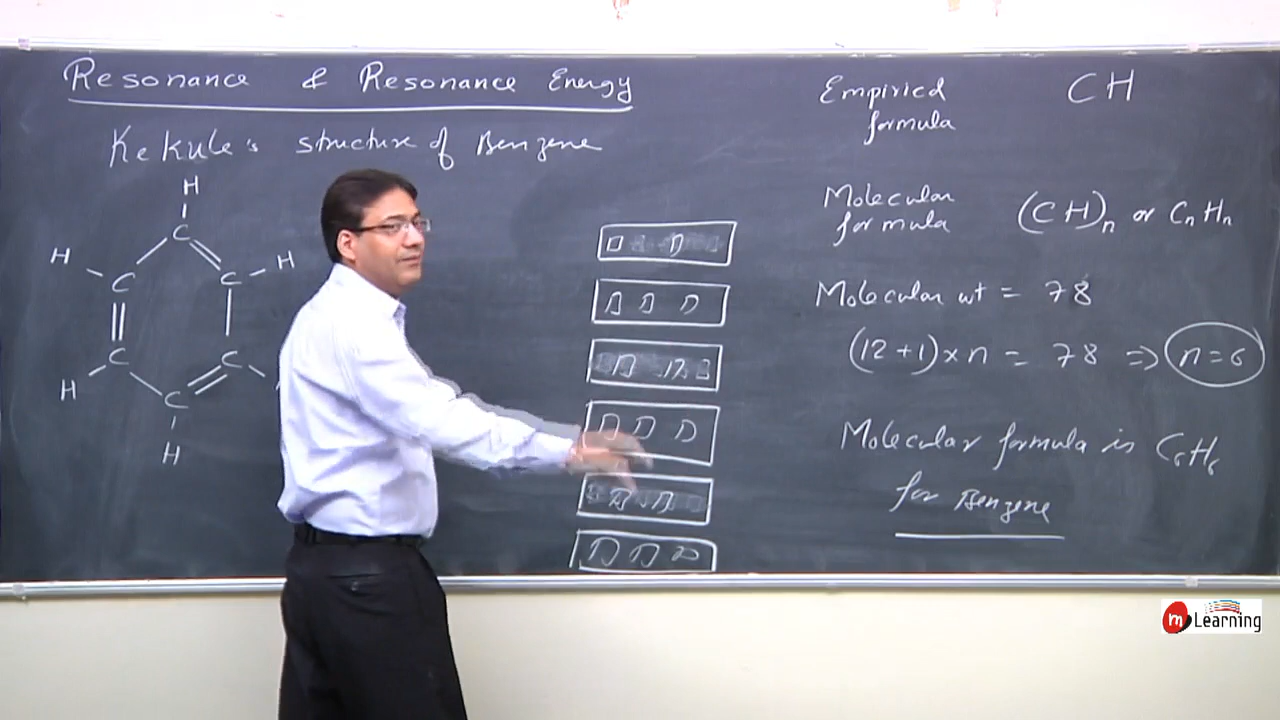 Resonance & Resonance Energy
Kekule's structure of Benzene
H
C
H
C
C
H
C
C
H
C
H
Empirical
formula
CH
Molecular
formula
(CH)n or CnHn
Molecular wt = 78
(12+1)×n = 78 ⇒ n=6
Molecular formula is C6H6
for Benzene
m Learning